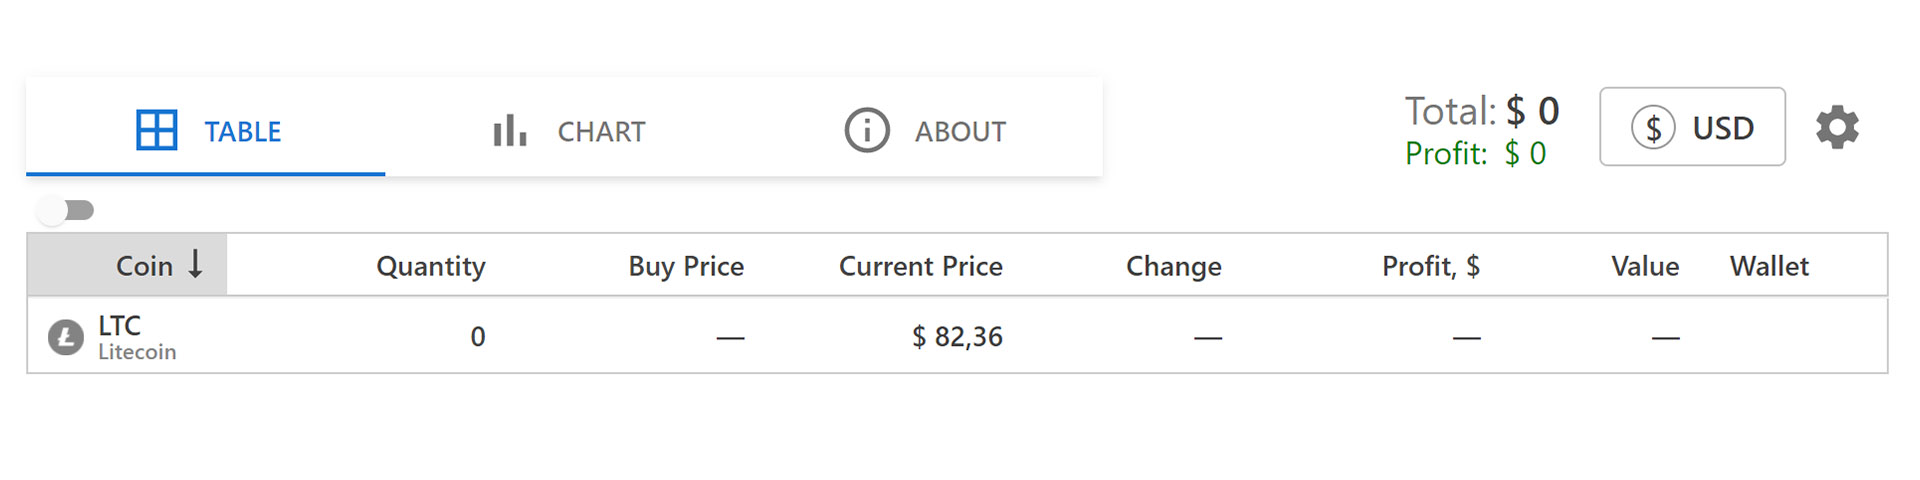 TABLE CHART ABOUT
Total: $ 0
Profit: $ 0
$ USD
Coin ↓ Quantity Buy Price Current Price Change Profit, $ Value Wallet
LTC 0 — $ 82,36 — — —
Litecoin